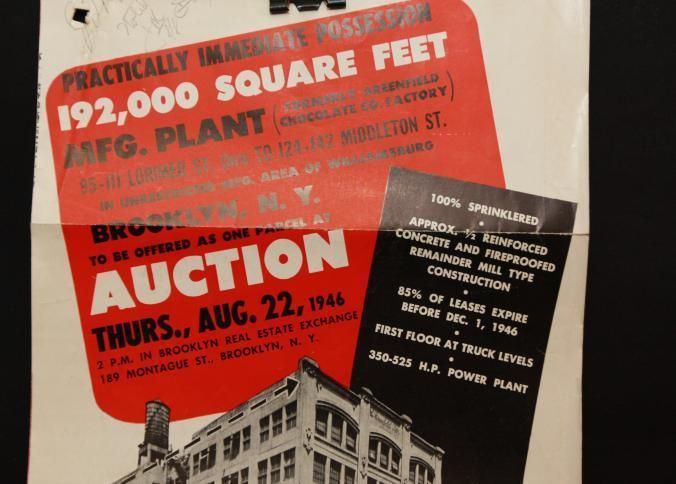 PRACTICALLY IMMEDIATE POSSESSION
192,000 SQUARE FEET
MFG. PLANT (FORMERLY GREENFIELD CHOCOLATE CO. FACTORY)
95-111 LORIMER ST. thru TO 124-142 MIDDLETON ST.
IN UNRESTRICTED MFG. AREA OF WILLIAMSBURG
BROOKLYN, N. Y.
TO BE OFFERED AS ONE PARCEL AT
AUCTION
THURS., AUG. 22, 1946
2 P.M. IN BROOKLYN REAL ESTATE EXCHANGE
189 MONTAGUE ST., BROOKLYN, N. Y.
100% SPRINKLERED
•
APPROX. ½ REINFORCED
CONCRETE AND FIREPROOFED
REMAINDER MILL TYPE
CONSTRUCTION
•
85% OF LEASES EXPIRE
BEFORE DEC. 1, 1946
•
FIRST FLOOR AT TRUCK LEVELS
•
350-525 H.P. POWER PLANT